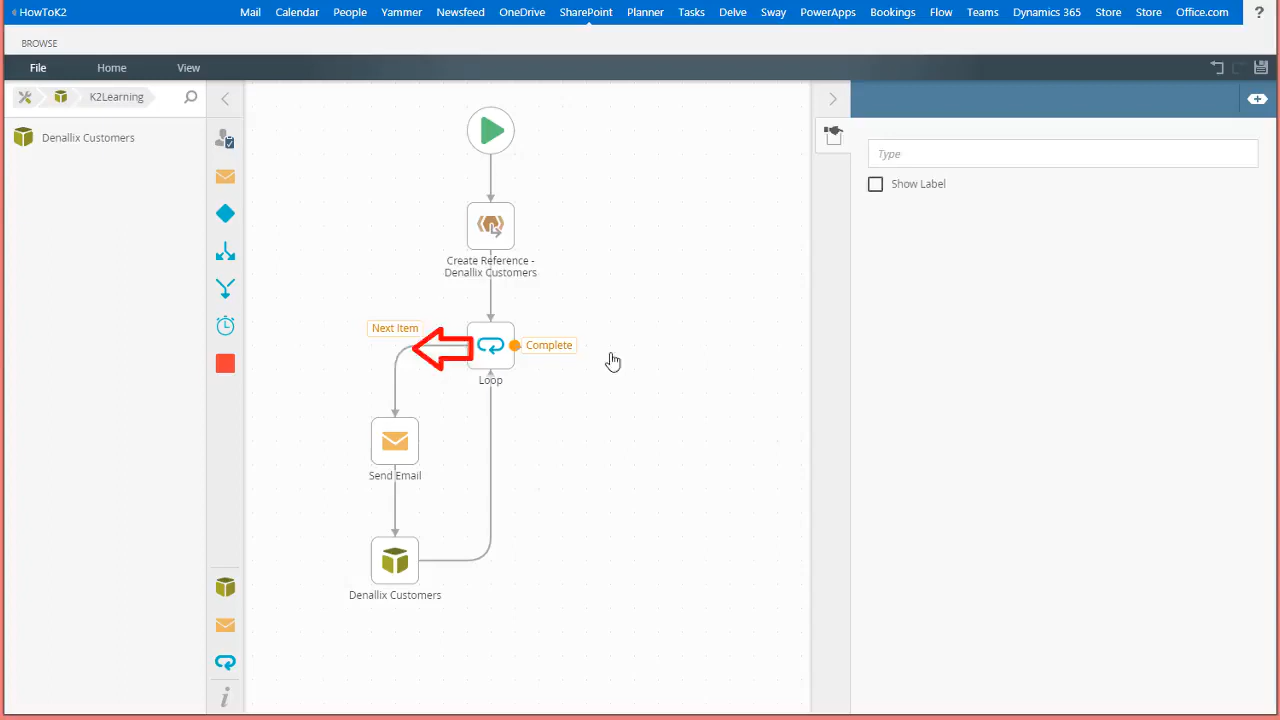 HowToK2
Mail Calendar People Yammer Newsfeed OneDrive SharePoint Planner Tasks Delve Sway PowerApps Bookings Flow Teams Dynamics 365 Store Store Office.com ?
BROWSE
File Home View
K2Learning
Denallix Customers
Type
Show Label
Create Reference -
Denallix Customers
Next Item
Complete
Loop
Send Email
Denallix Customers
i